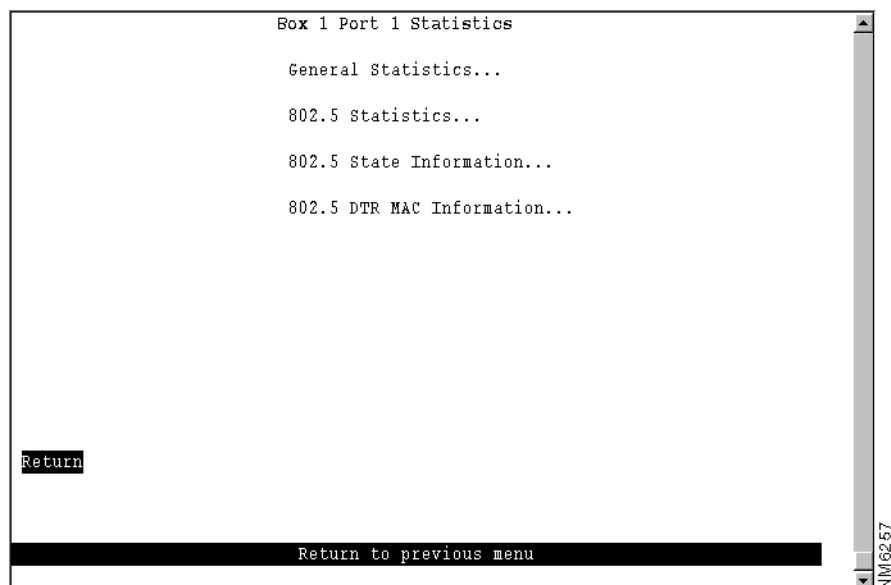 Box 1 Port 1 Statistics
General Statistics...
802.5 Statistics...
802.5 State Information...
802.5 DTR MAC Information...
Return
Return to previous menu
NM6257